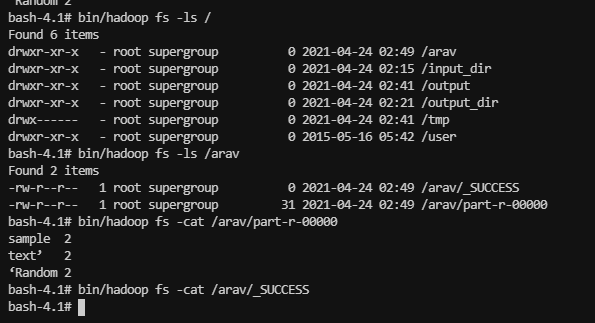 ‘Random 2
bash-4.1# bin/hadoop fs -ls /
Found 6 items
drwxr-xr-x   - root supergroup          0 2021-04-24 02:49 /arav
drwxr-xr-x   - root supergroup          0 2021-04-24 02:15 /input_dir
drwxr-xr-x   - root supergroup          0 2021-04-24 02:41 /output
drwxr-xr-x   - root supergroup          0 2021-04-24 02:21 /output_dir
drwx------   - root supergroup          0 2021-04-24 02:41 /tmp
drwxr-xr-x   - root supergroup          0 2015-05-16 05:42 /user
bash-4.1# bin/hadoop fs -ls /arav
Found 2 items
-rw-r--r--   1 root supergroup          0 2021-04-24 02:49 /arav/_SUCCESS
-rw-r--r--   1 root supergroup         31 2021-04-24 02:49 /arav/part-r-00000
bash-4.1# bin/hadoop fs -cat /arav/part-r-00000
sample  2
text’   2
‘Random 2
bash-4.1# bin/hadoop fs -cat /arav/_SUCCESS
bash-4.1#